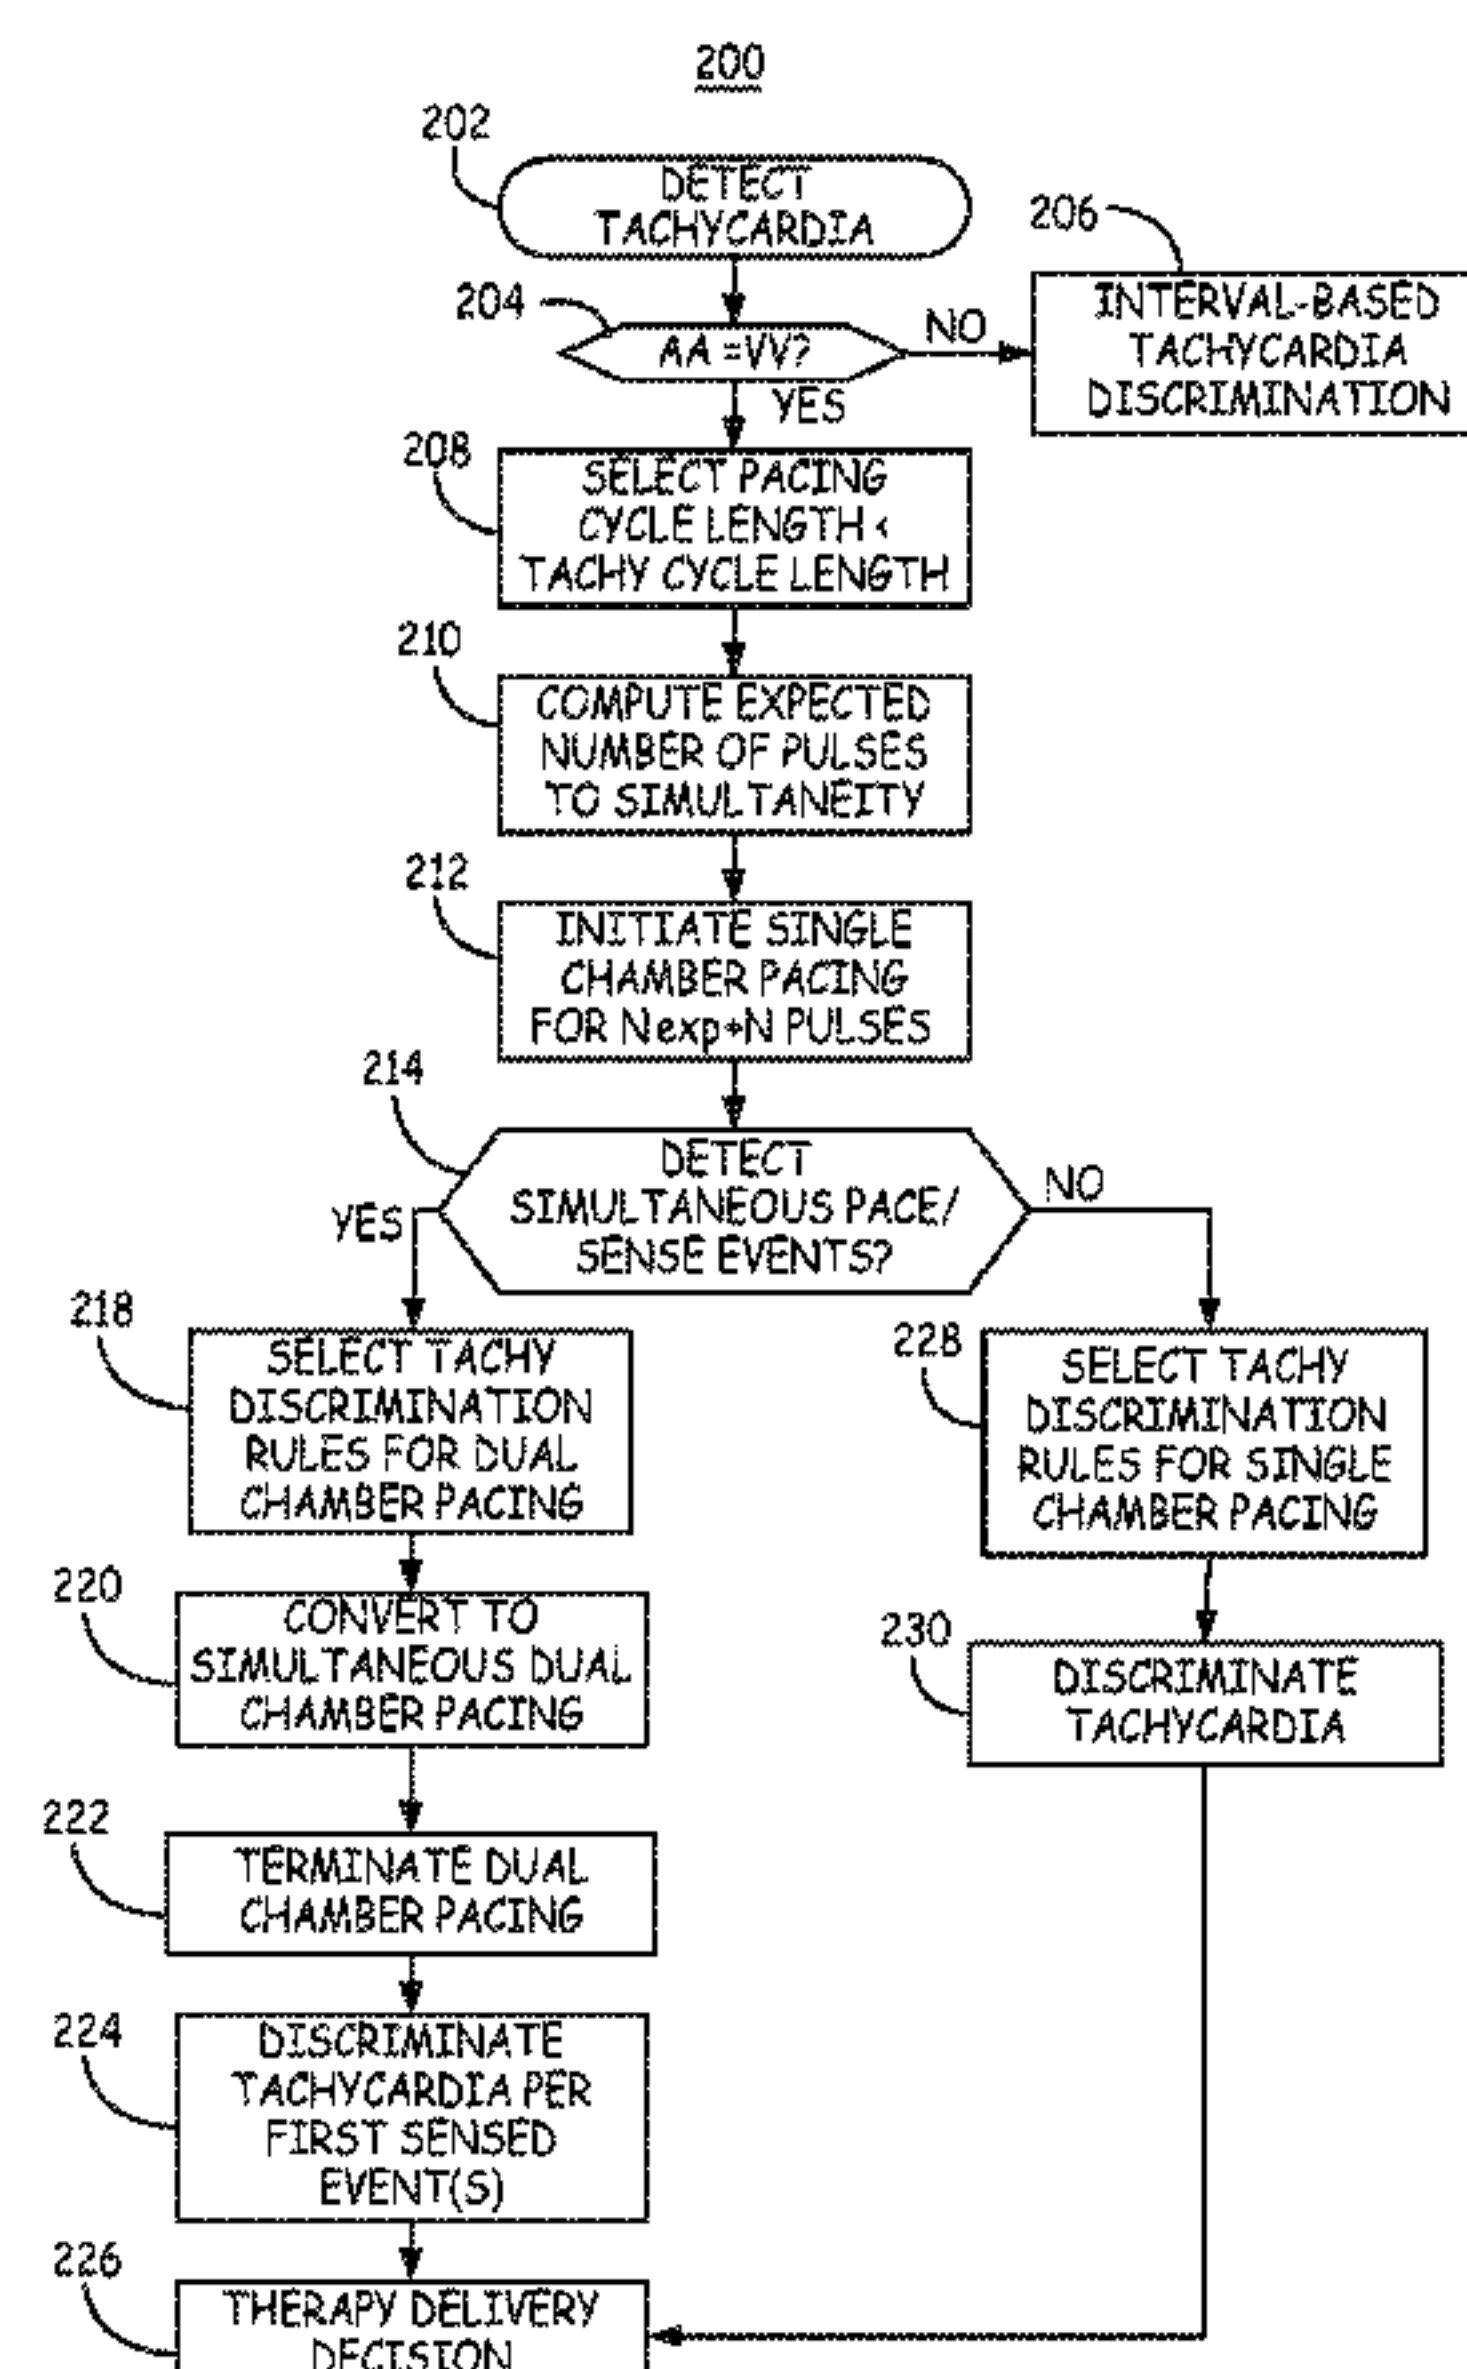 200
202
DETECT
TACHYCARDIA
204
AA =VV?
NO
206
INTERVAL-BASED
TACHYCARDIA
DISCRIMINATION
YES
208
SELECT PACING
CYCLE LENGTH <
TACHY CYCLE LENGTH
210
COMPUTE EXPECTED
NUMBER OF PULSES
TO SIMULTANEITY
212
INITIATE SINGLE
CHAMBER PACING
FOR Nexp+N PULSES
214
DETECT
SIMULTANEOUS PACE/
SENSE EVENTS?
YES
NO
218
SELECT TACHY
DISCRIMINATION
RULES FOR DUAL
CHAMBER PACING
228
SELECT TACHY
DISCRIMINATION
RULES FOR SINGLE
CHAMBER PACING
220
CONVERT TO
SIMULTANEOUS DUAL
CHAMBER PACING
230
DISCRIMINATE
TACHYCARDIA
222
TERMINATE DUAL
CHAMBER PACING
224
DISCRIMINATE
TACHYCARDIA PER
FIRST SENSED
EVENT(S)
226
THERAPY DELIVERY
DECISION